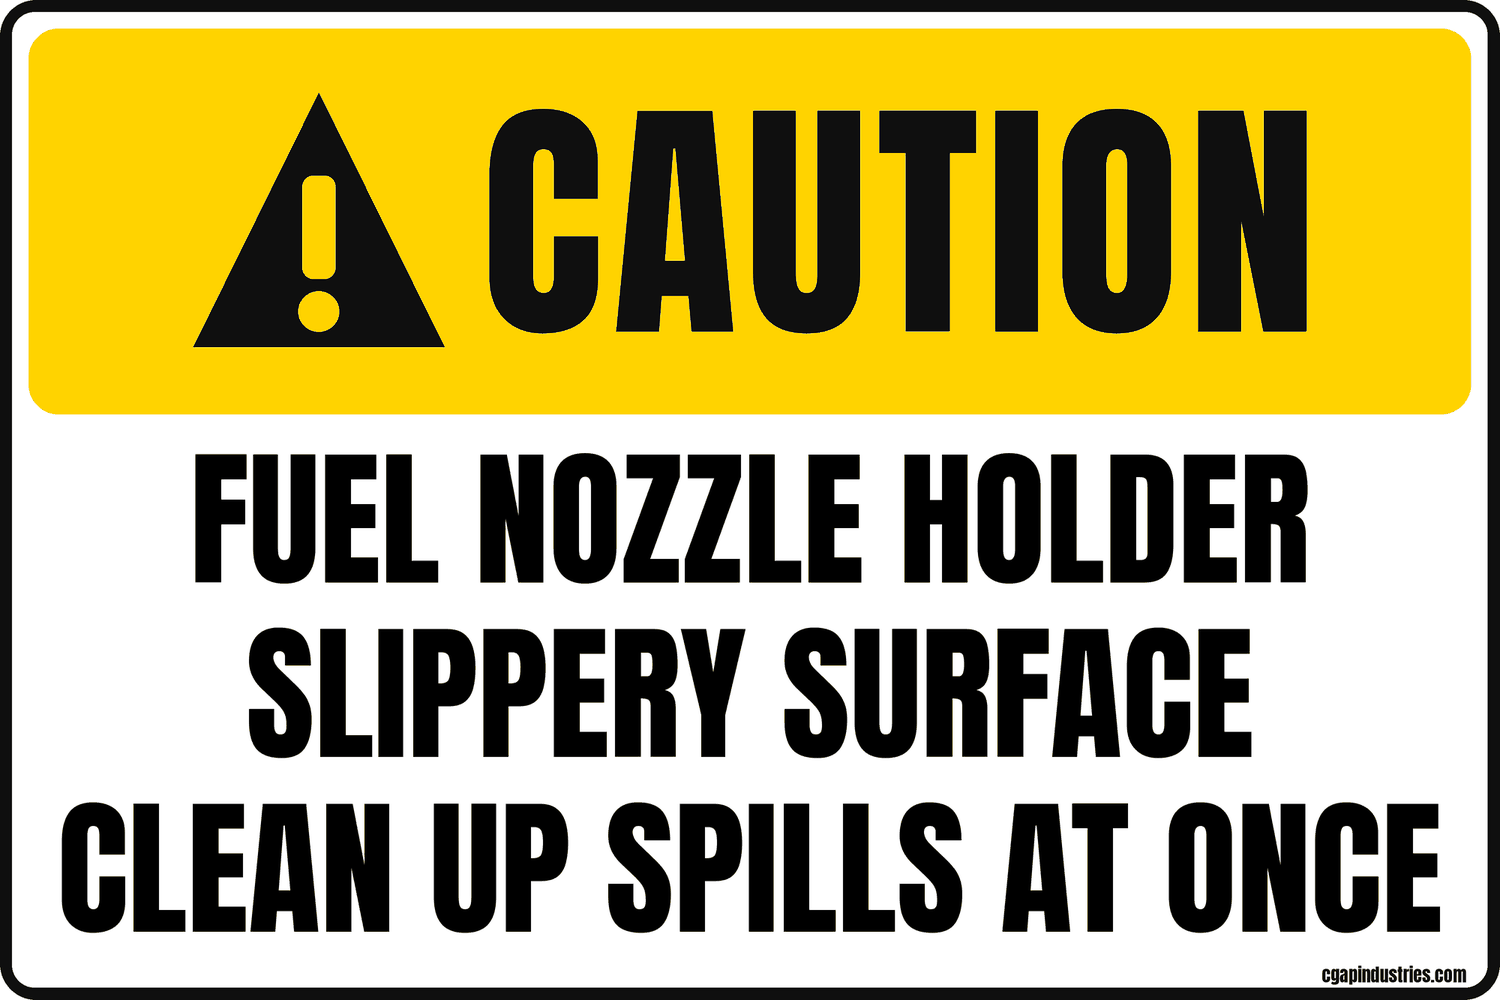 CAUTION
FUEL NOZZLE HOLDER
SLIPPERY SURFACE
CLEAN UP SPILLS AT ONCE
cgapindustries.com